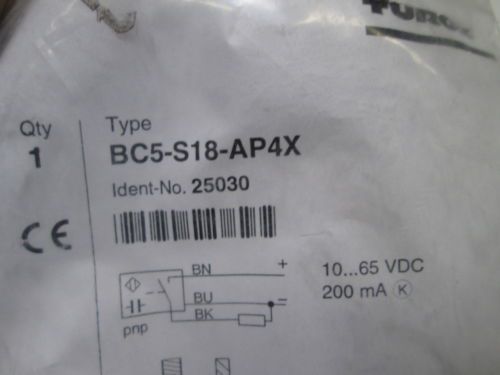 TURCK
Qty
1
Type
BC5-S18-AP4X
Ident-No. 25030
CE
BN
+
BU
–
BK
pnp
10...65 VDC
200 mA K